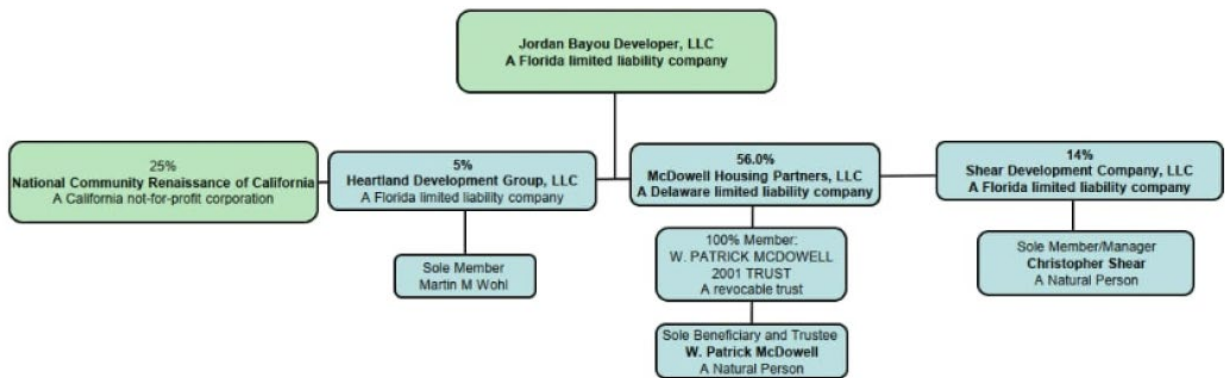 Jordan Bayou Developer, LLC
A Florida limited liability company
25%
National Community Renaissance of California
A California not-for-profit corporation
5%
Heartland Development Group, LLC
A Florida limited liability company
56.0%
McDowell Housing Partners, LLC
A Delaware limited liability company
14%
Shear Development Company, LLC
A Florida limited liability company
Sole Member
Martin M Wohl
100% Member:
W. PATRICK MCDOWELL
2001 TRUST
A revocable trust
Sole Member/Manager
Christopher Shear
A Natural Person
Sole Beneficiary and Trustee
W. Patrick McDowell
A Natural Person